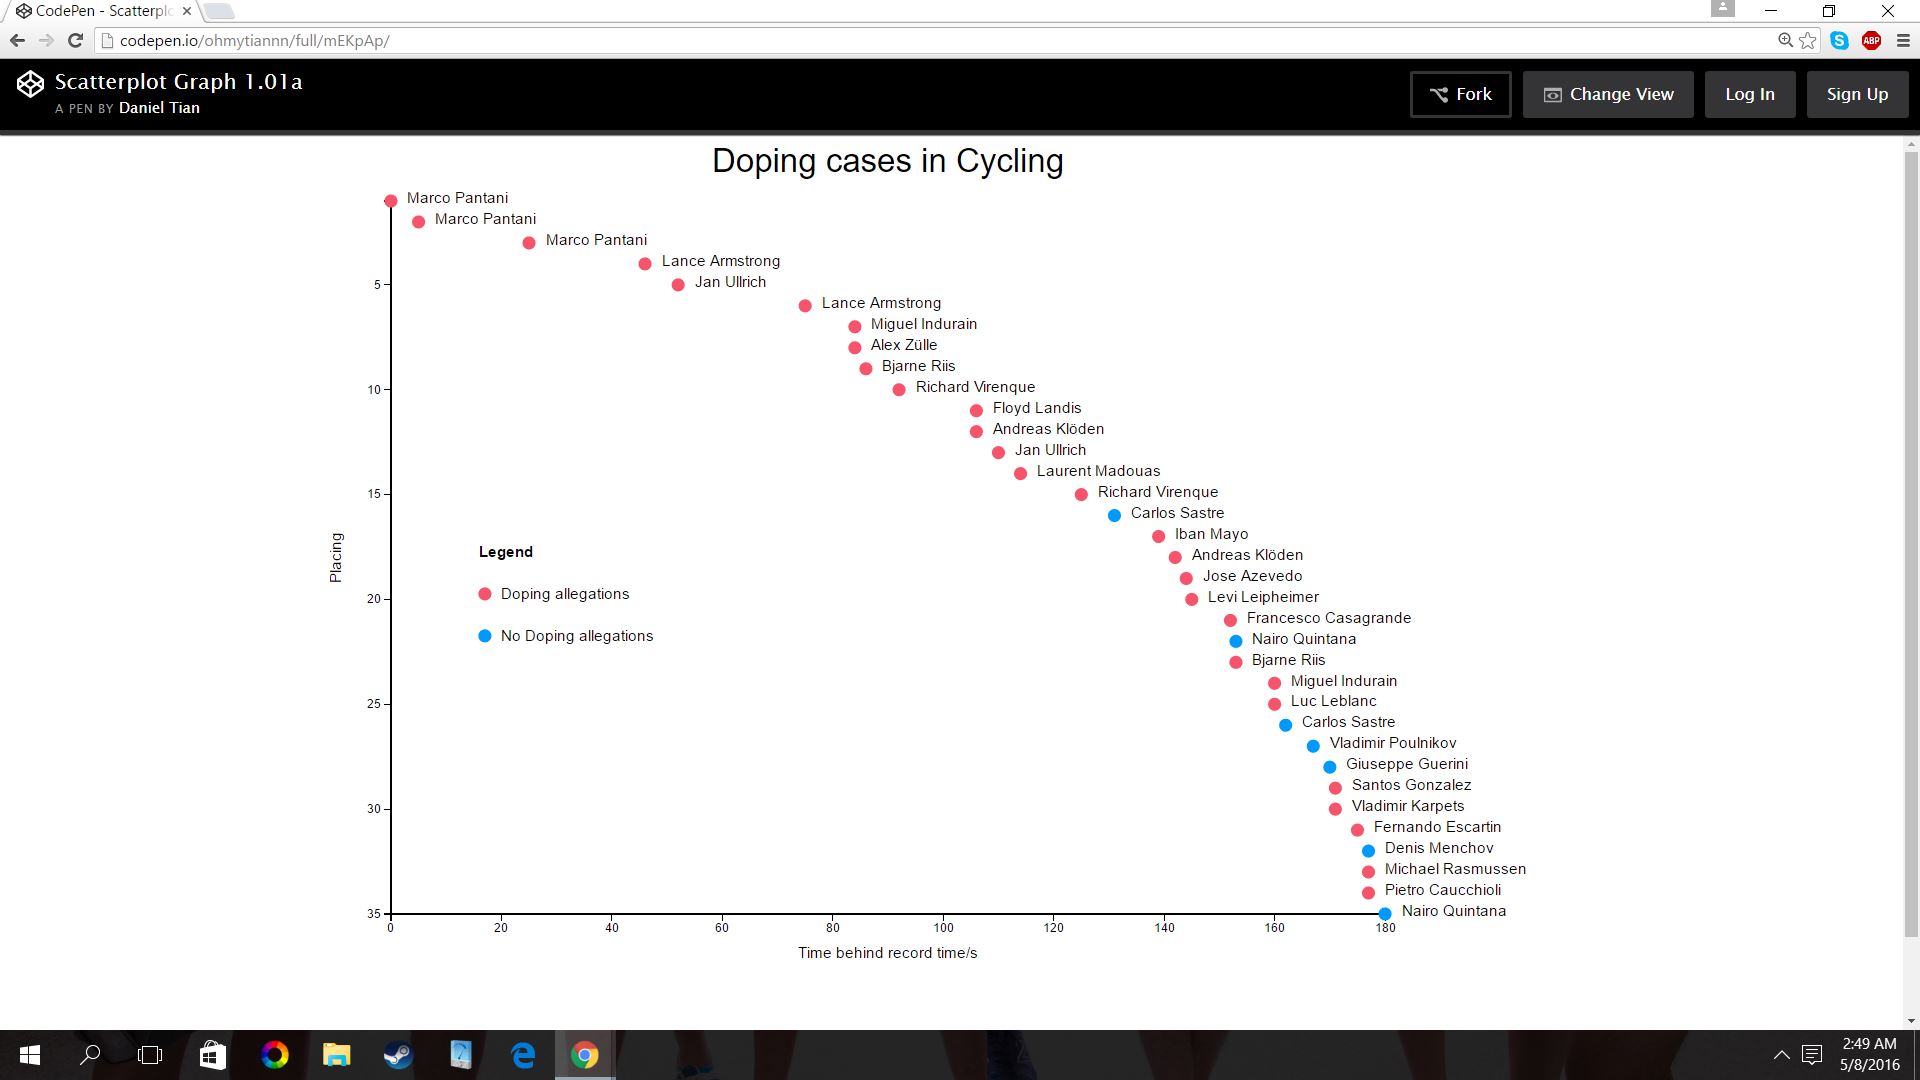 CodePen - Scatterplo
codepen.io/ohmytiannn/full/mEKpAp/
S
ABP
Scatterplot Graph 1.01a
A PEN BY Daniel Tian
Fork
Change View
Log In
Sign Up
Doping cases in Cycling
Marco Pantani
Marco Pantani
Marco Pantani
Lance Armstrong
5
Jan Ullrich
Lance Armstrong
Miguel Indurain
Alex Zülle
Bjarne Riis
10
Richard Virenque
Floyd Landis
Andreas Klöden
Jan Ullrich
Laurent Madouas
15
Richard Virenque
Carlos Sastre
Iban Mayo
Placing
Legend
Andreas Klöden
Jose Azevedo
Doping allegations
20
Levi Leipheimer
Francesco Casagrande
No Doping allegations
Nairo Quintana
Bjarne Riis
Miguel Indurain
25
Luc Leblanc
Carlos Sastre
Vladimir Poulnikov
Giuseppe Guerini
Santos Gonzalez
30
Vladimir Karpets
Fernando Escartin
Denis Menchov
Michael Rasmussen
Pietro Caucchioli
35
Nairo Quintana
0 20 40 60 80 100 120 140 160 180
Time behind record time/s
2:49 AM
5/8/2016